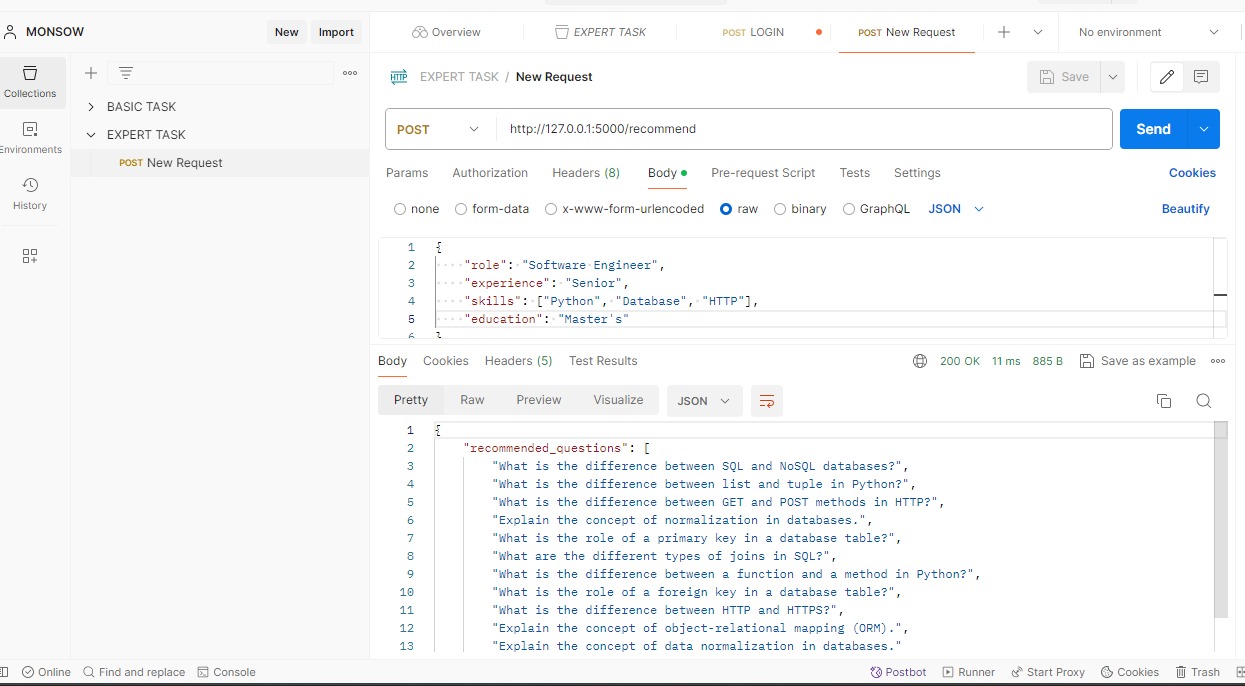 MONSOW
New
Import
Overview
EXPERT TASK
POST LOGIN
POST New Request
No environment
Collections
Environments
History
BASIC TASK
EXPERT TASK
POST New Request
HTTP EXPERT TASK / New Request
Save
POST
http://127.0.0.1:5000/recommend
Send
Params Authorization Headers (8) Body Pre-request Script Tests Settings Cookies
none form-data x-www-form-urlencoded raw binary GraphQL JSON Beautify
1 {
2 "role": "Software Engineer",
3 "experience": "Senior",
4 "skills": ["Python", "Database", "HTTP"],
5 "education": "Master's"
6 }
Body Cookies Headers (5) Test Results 200 OK 11 ms 885 B Save as example
Pretty Raw Preview Visualize JSON
1 {
2 "recommended_questions": [
3 "What is the difference between SQL and NoSQL databases?",
4 "What is the difference between list and tuple in Python?",
5 "What is the difference between GET and POST methods in HTTP?",
6 "Explain the concept of normalization in databases.",
7 "What is the role of a primary key in a database table?",
8 "What are the different types of joins in SQL?",
9 "What is the difference between a function and a method in Python?",
10 "What is the role of a foreign key in a database table?",
11 "What is the difference between HTTP and HTTPS?",
12 "Explain the concept of object-relational mapping (ORM).",
13 "Explain the concept of data normalization in databases."
Online Find and replace Console Postbot Runner Start Proxy Cookies Trash